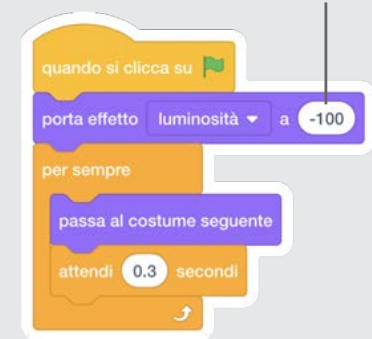 quando si clicca su
porta effetto luminosità a -100
per sempre
passa al costume seguente
attendi 0.3 secondi